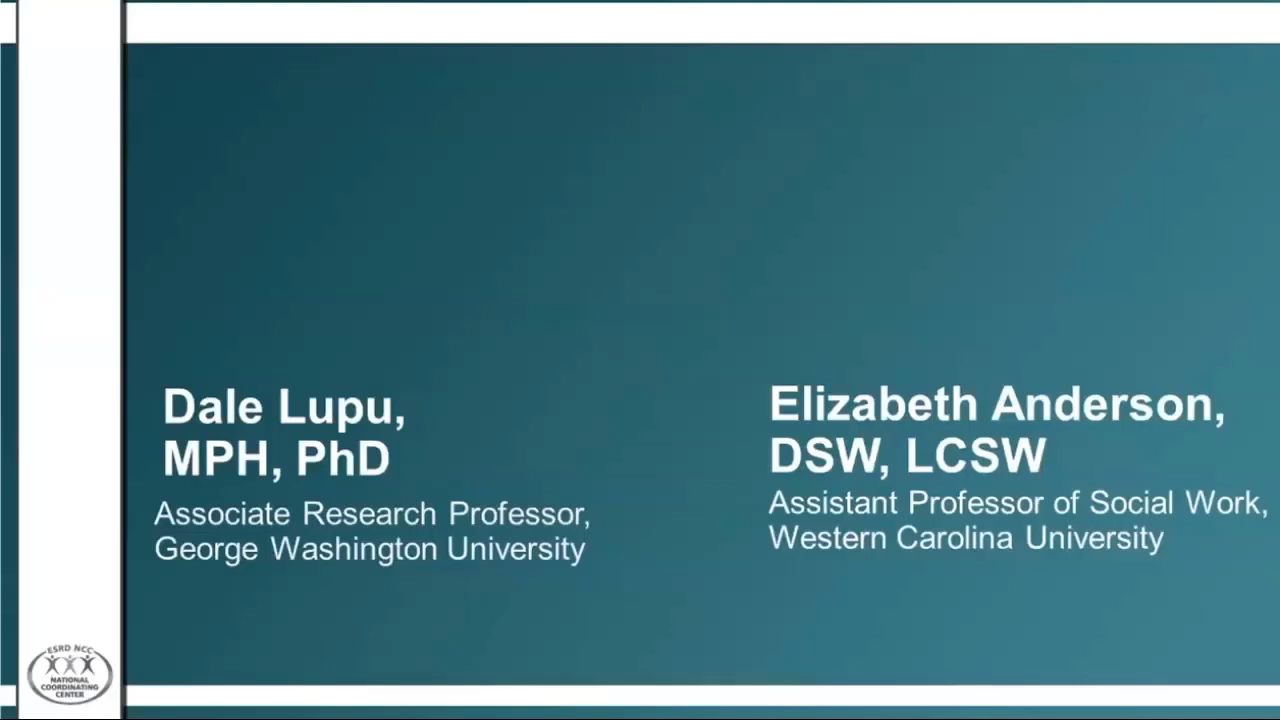 Dale Lupu,
MPH, PhD
Associate Research Professor,
George Washington University
Elizabeth Anderson,
DSW, LCSW
Assistant Professor of Social Work,
Western Carolina University
ESRD NCC
NATIONAL
COORDINATING
CENTER